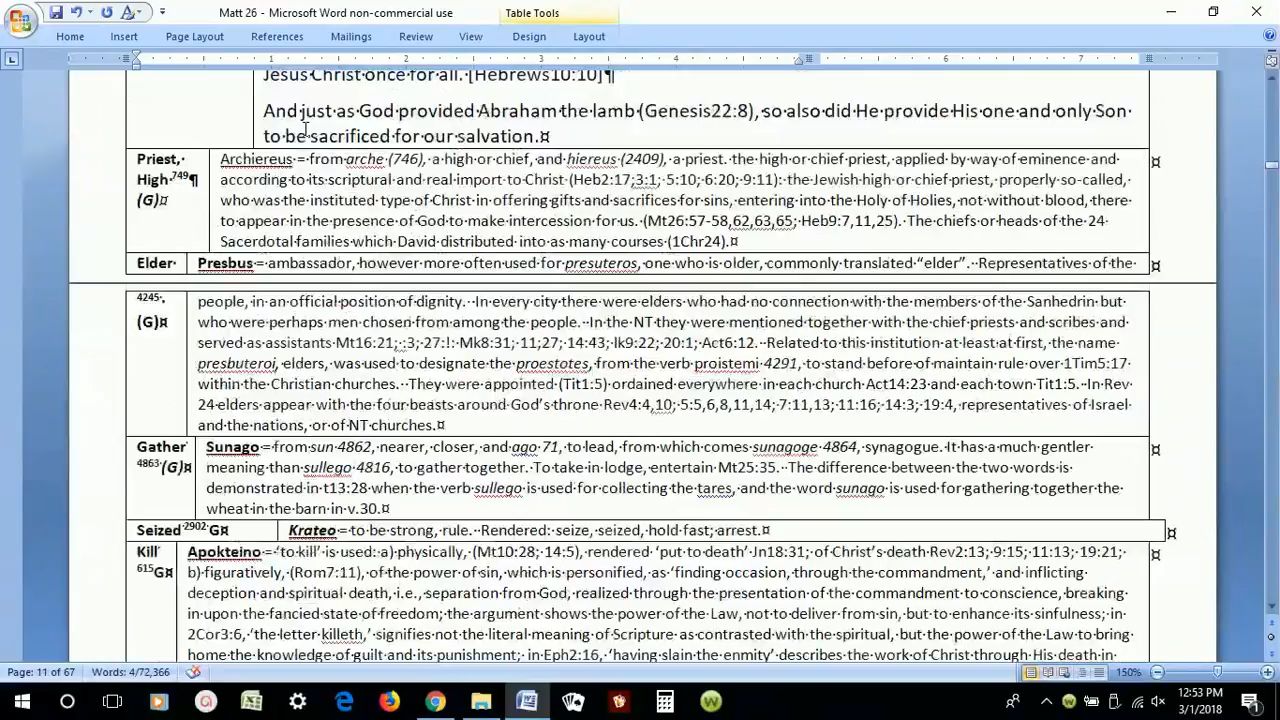 Matt 26 - Microsoft Word non-commercial use
Table Tools
Home Insert Page Layout References Mailings Review View Design Layout
Jesus·Christ·once·for·all.·[Hebrews10:10]¶
And·just·as·God·provided·Abraham·the·lamb·(Genesis22:8),·so·also·did·He·provide·His·one·and·only·Son·
to·be·sacrificed·for·our·salvation.¤
Priest,· High·749¶ (G)¤
Archiereus·=·from·arche·(746),·a·high·or·chief,·and·hiereus·(2409),·a·priest.·the·high·or·chief·priest,·applied·by·way·of·eminence·and·
according·to·its·scriptural·and·real·import·to·Christ·(Heb2:17;3:1;·5:10;·6:20;·9:11):·the·Jewish·high·or·chief·priest,·properly·so-called,·
who·was·the·instituted·type·of·Christ·in·offering·gifts·and·sacrifices·for·sins,·entering·into·the·Holy·of·Holies,·not·without·blood,·there·
to·appear·in·the·presence·of·God·to·make·intercession·for·us.·(Mt26:57-58,62,63,65;·Heb9:7,11,25).·The·chiefs·or·heads·of·the·24·
Sacerdotal·families·which·David·distributed·into·as·many·courses·(1Chr24).¤
Elder·
Presbus·=·ambassador,·however·more·often·used·for·presuteros,·one·who·is·older,·commonly·translated·“elder”.··Representatives·of·the·
4245·. (G)¤
people,·in·an·official·position·of·dignity.··In·every·city·there·were·elders·who·had·no·connection·with·the·members·of·the·Sanhedrin·but·
who·were·perhaps·men·chosen·from·among·the·people.··In·the·NT·they·were·mentioned·together·with·the·chief·priests·and·scribes·and·
served·as·assistants·Mt16:21;·;3;·27:!:·Mk8:31;·11;27;·14:43;·lk9:22;·20:1;·Act6:12.··Related·to·this·institution·at·least·at·first,·the·name·
presbuteroi,·elders,·was·used·to·designate·the·proestotes,·from·the·verb·proistemi·4291,·to·stand·before·of·maintain·rule·over·1Tim5:17·
within·the·Christian·churches.··They·were·appointed·(Tit1:5)·ordained·everywhere·in·each·church·Act14:23·and·each·town·Tit1:5.··In·Rev·
24·elders·appear·with·the·four·beasts·around·God’s·throne·Rev4:4,10;·5:5,6,8,11,14;·7:11,13;·11:16;·14:3;·19:4,·representatives·of·Israel·
and·the·nations,·or·of·NT·churches.¤
Gather· 4863·(G)¤
Sunago·=·from·sun·4862,·nearer,·closer,·and·ago·71,·to·lead,·from·which·comes·sunagoge·4864,·synagogue.·It·has·a·much·gentler·
meaning·than·sullego·4816,·to·gather·together.··To·take·in·lodge,·entertain·Mt25:35.··The·difference·between·the·two·words·is·
demonstrated·in·t13:28·when·the·verb·sullego·is·used·for·collecting·the·tares,·and·the·word·sunago·is·used·for·gathering·together·the·
wheat·in·the·barn·in·v.30.¤
Seized·2902·G¤
Krateo·=·to·be·strong,·rule.··Rendered:·seize,·seized,·hold·fast;·arrest.¤
Kill· 615G¤
Apokteino·=·‘to·kill’·is·used:·a)·physically,·(Mt10:28;·14:5),·rendered·‘put·to·death’·Jn18:31;·of·Christ’s·death·Rev2:13;·9:15;·11:13;·19:21;·
b)·figuratively,·(Rom7:11),·of·the·power·of·sin,·which·is·personified,·as·‘finding·occasion,·through·the·commandment,’·and·inflicting·
deception·and·spiritual·death,·i.e.,·separation·from·God,·realized·through·the·presentation·of·the·commandment·to·conscience,·breaking·
in·upon·the·fancied·state·of·freedom;·the·argument·shows·the·power·of·the·Law,·not·to·deliver·from·sin,·but·to·enhance·its·sinfulness;·in·
2Cor3:6,·‘the·letter·killeth,’·signifies·not·the·literal·meaning·of·Scripture·as·contrasted·with·the·spiritual,·but·the·power·of·the·Law·to·bring·
home·the·knowledge·of·guilt·and·its·punishment;·in·Eph2:16,·‘having·slain·the·enmity’·describes·the·work·of·Christ·through·His·death·in·
Page: 11 of 67 Words: 4/72,366 150%
12:53 PM
3/1/2018